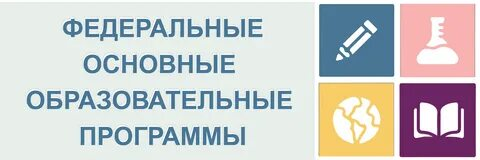 ФЕДЕРАЛЬНЫЕ
ОСНОВНЫЕ
ОБРАЗОВАТЕЛЬНЫЕ
ПРОГРАММЫ